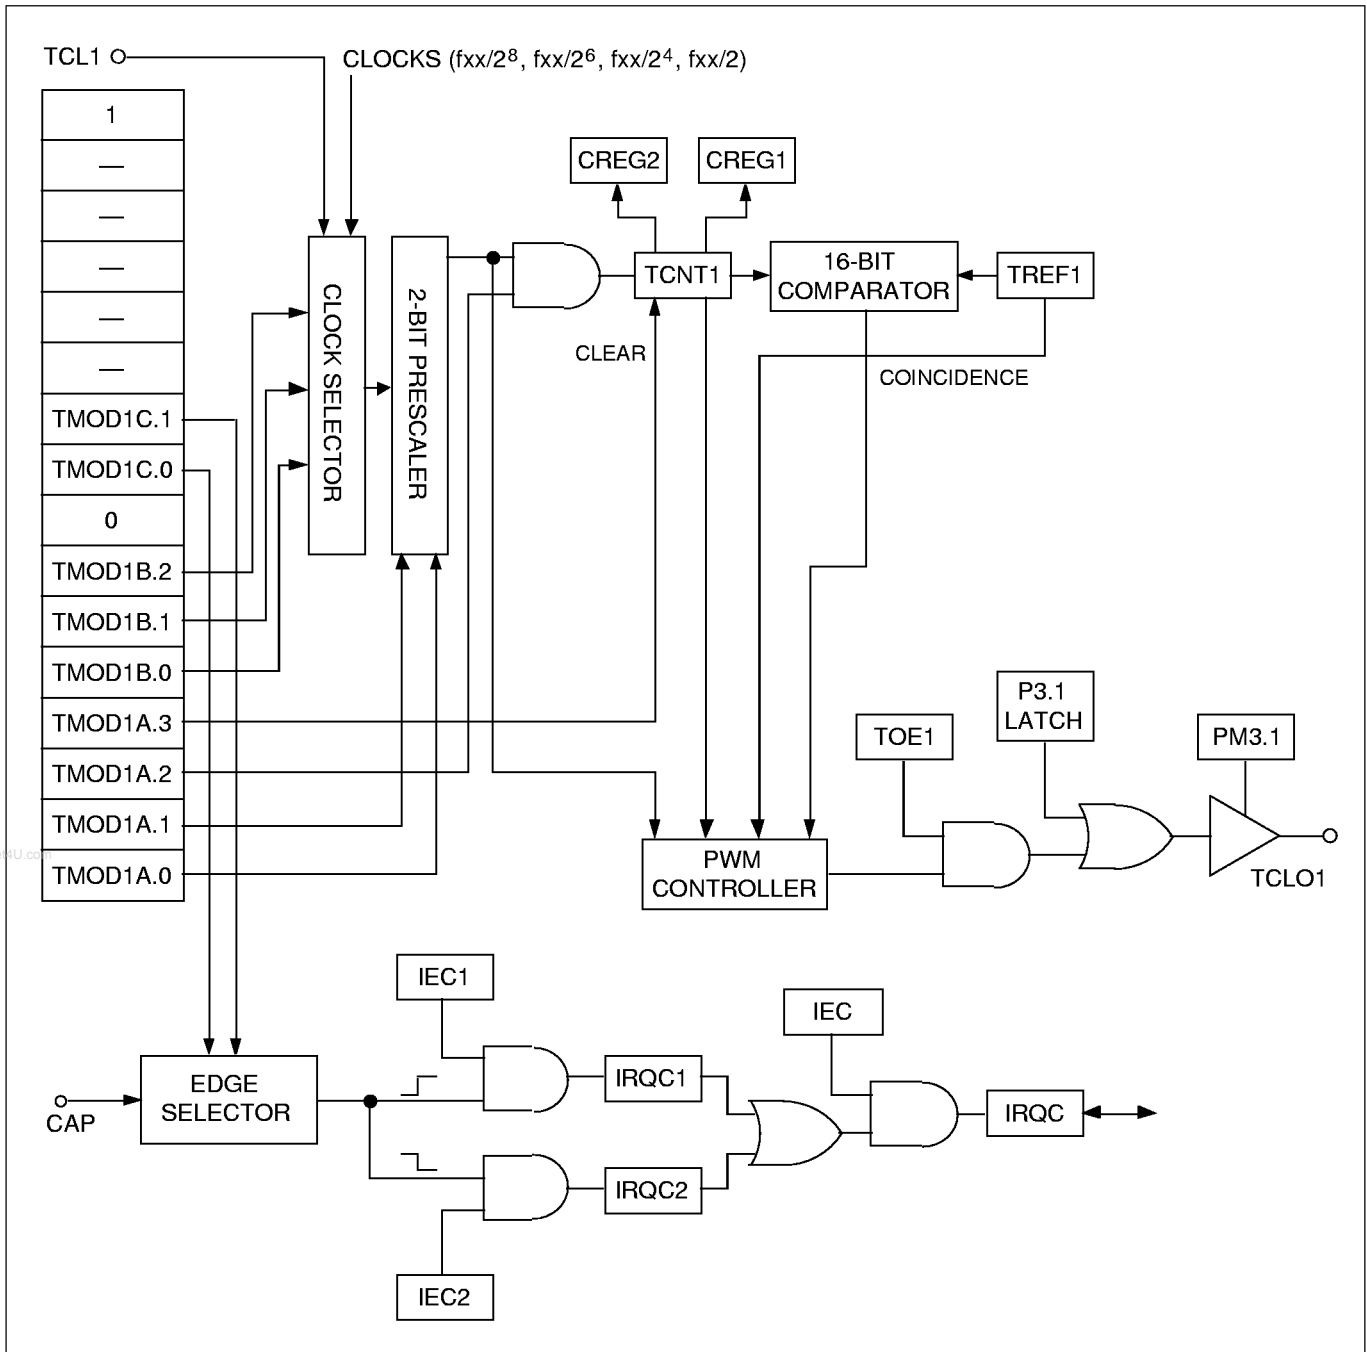 TCL1
CLOCKS (fxx/2⁸, fxx/2⁶, fxx/2⁴, fxx/2)
1
—
—
—
—
—
TMOD1C.1
TMOD1C.0
0
TMOD1B.2
TMOD1B.1
TMOD1B.0
TMOD1A.3
TMOD1A.2
TMOD1A.1
TMOD1A.0
CLOCK SELECTOR
2-BIT PRESCALER
CREG2
CREG1
TCNT1
16-BIT
COMPARATOR
TREF1
CLEAR
COINCIDENCE
P3.1
LATCH
TOE1
PM3.1
PWM
CONTROLLER
TCLO1
IEC1
IEC
EDGE
SELECTOR
CAP
IRQC1
IRQC
IRQC2
IEC2